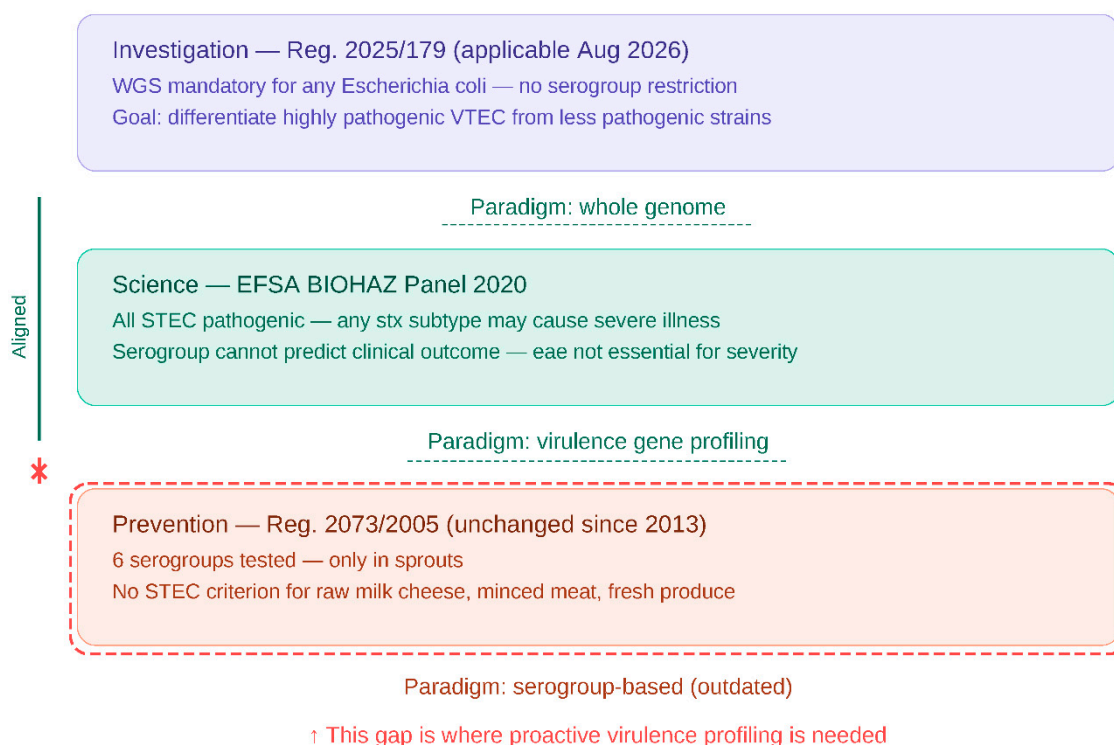 Investigation — Reg. 2025/179 (applicable Aug 2026)
WGS mandatory for any Escherichia coli — no serogroup restriction
Goal: differentiate highly pathogenic VTEC from less pathogenic strains
Paradigm: whole genome
Science — EFSA BIOHAZ Panel 2020
All STEC pathogenic — any stx subtype may cause severe illness
Serogroup cannot predict clinical outcome — eae not essential for severity
Aligned
Paradigm: virulence gene profiling
Prevention — Reg. 2073/2005 (unchanged since 2013)
6 serogroups tested — only in sprouts
No STEC criterion for raw milk cheese, minced meat, fresh produce
Paradigm: serogroup-based (outdated)
↑ This gap is where proactive virulence profiling is needed